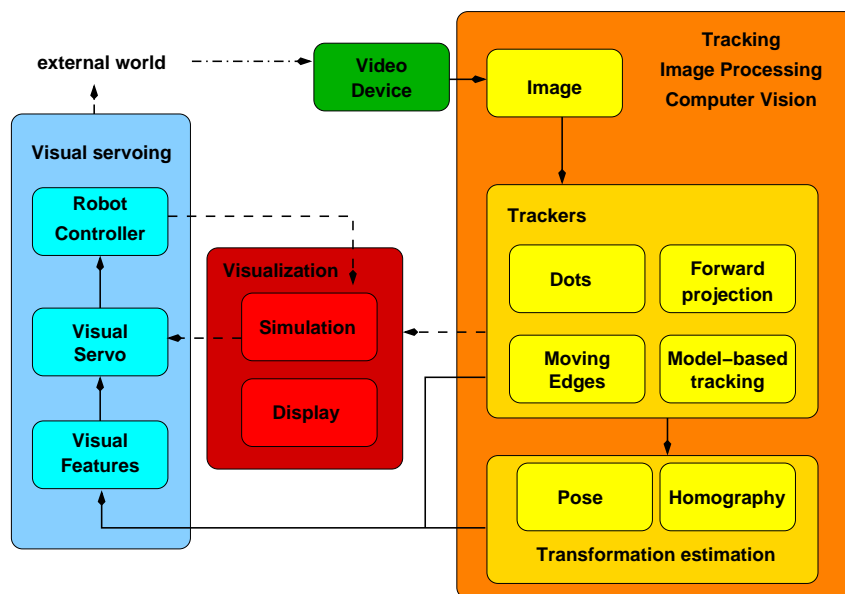 external world
Video
Device
Image
Tracking
Image Processing
Computer Vision
Visual servoing
Robot
Controller
Visual
Servo
Visual
Features
Visualization
Simulation
Display
Trackers
Dots
Forward
projection
Moving
Edges
Model−based
tracking
Pose
Homography
Transformation estimation